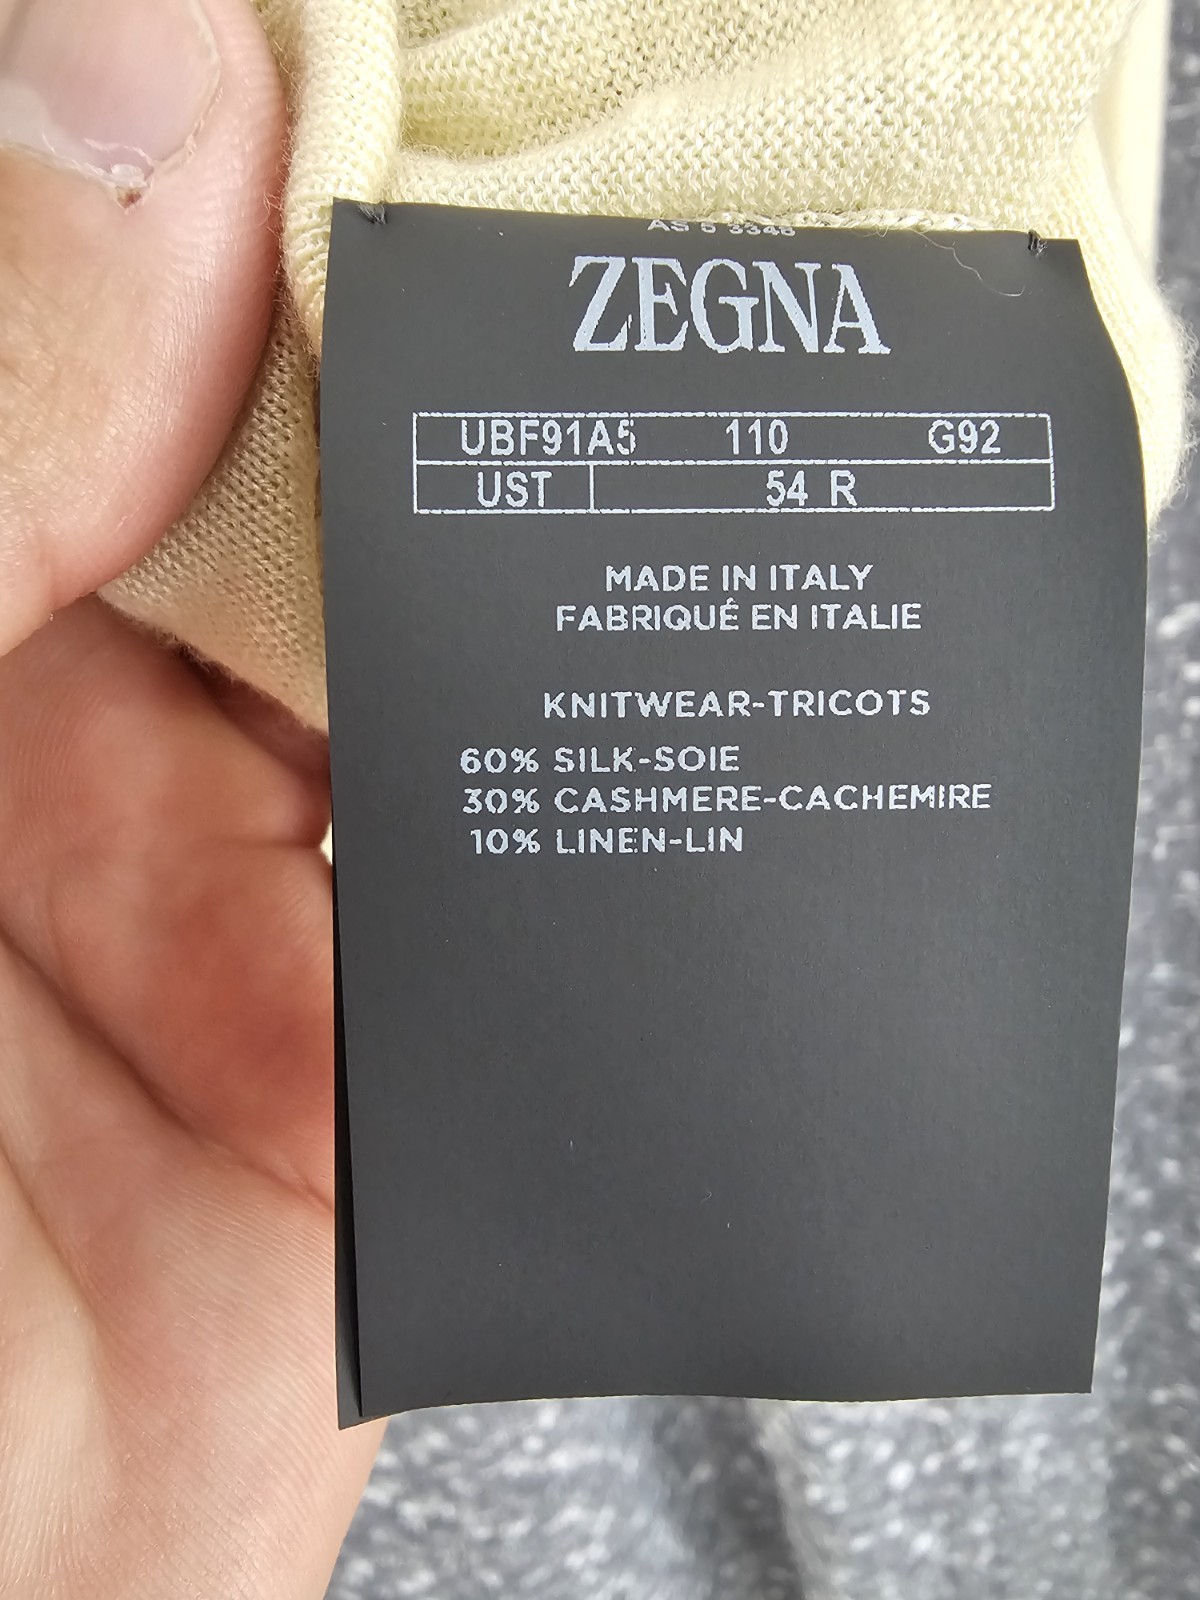 ZEGNA
UBF91A5 110 G92
UST 54 R
MADE IN ITALY
FABRIQUÉ EN ITALIE
KNITWEAR-TRICOTS
60% SILK-SOIE
30% CASHMERE-CACHEMIRE
10% LINEN-LIN